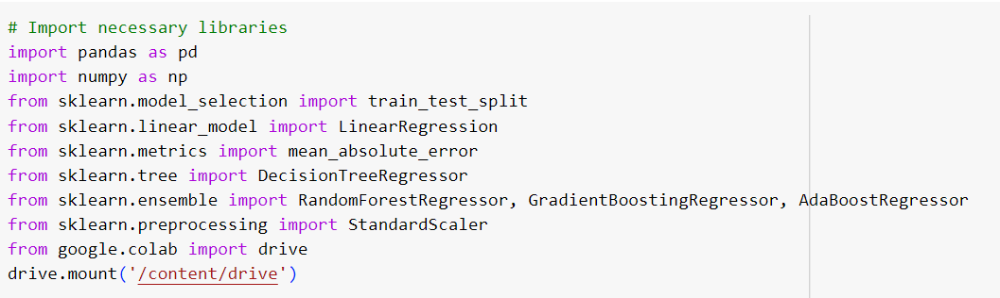 # Import necessary libraries
import pandas as pd
import numpy as np
from sklearn.model_selection import train_test_split
from sklearn.linear_model import LinearRegression
from sklearn.metrics import mean_absolute_error
from sklearn.tree import DecisionTreeRegressor
from sklearn.ensemble import RandomForestRegressor, GradientBoostingRegressor, AdaBoostRegressor
from sklearn.preprocessing import StandardScaler
from google.colab import drive
drive.mount('/content/drive')